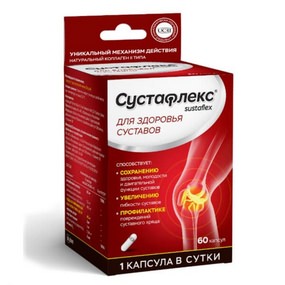 УНИКАЛЬНЫЙ МЕХАНИЗМ ДЕЙСТВИЯ
НАТУРАЛЬНЫЙ КОЛЛАГЕН II ТИПА
Сустафлекс®
sustaflex
ДЛЯ ЗДОРОВЬЯ
СУСТАВОВ
СПОСОБСТВУЕТ:
• СОХРАНЕНИЮ
здоровья, молодости и
двигательной
функции суставов
• УВЕЛИЧЕНИЮ
гибкости суставов
• ПРОФИЛАКТИКЕ
повреждений
суставного хряща
60 капсул
1 КАПСУЛА В СУТКИ